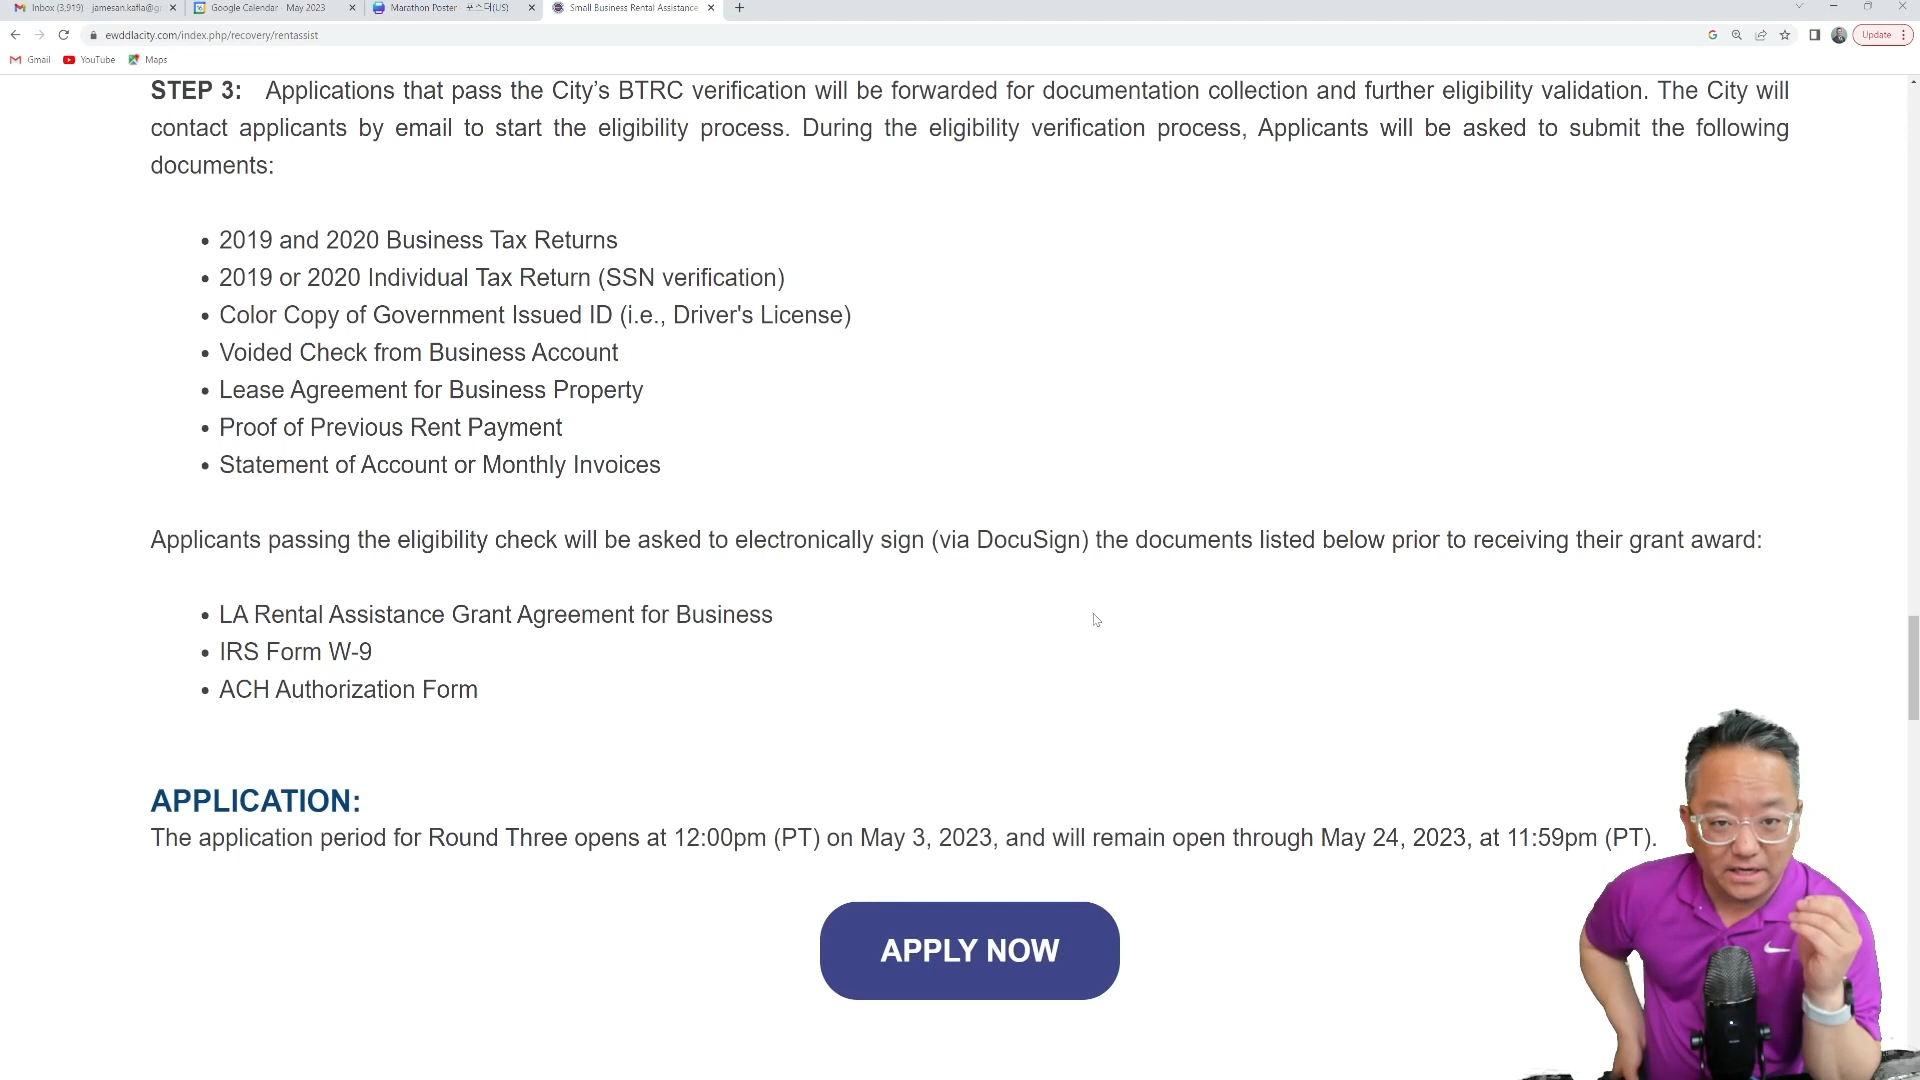 Inbox (3,919) - jamesan.kafla@g
Google Calendar - May 2023
Marathon Poster - 포스터(US)
Small Business Rental Assistance
ewddlacity.com/index.php/recovery/rentassist
Update
Gmail
YouTube
Maps
STEP 3: Applications that pass the City's BTRC verification will be forwarded for documentation collection and further eligibility validation. The City will
contact applicants by email to start the eligibility process. During the eligibility verification process, Applicants will be asked to submit the following
documents:
• 2019 and 2020 Business Tax Returns
• 2019 or 2020 Individual Tax Return (SSN verification)
• Color Copy of Government Issued ID (i.e., Driver's License)
• Voided Check from Business Account
• Lease Agreement for Business Property
• Proof of Previous Rent Payment
• Statement of Account or Monthly Invoices
Applicants passing the eligibility check will be asked to electronically sign (via DocuSign) the documents listed below prior to receiving their grant award:
• LA Rental Assistance Grant Agreement for Business
• IRS Form W-9
• ACH Authorization Form
APPLICATION:
The application period for Round Three opens at 12:00pm (PT) on May 3, 2023, and will remain open through May 24, 2023, at 11:59pm (PT).
APPLY NOW